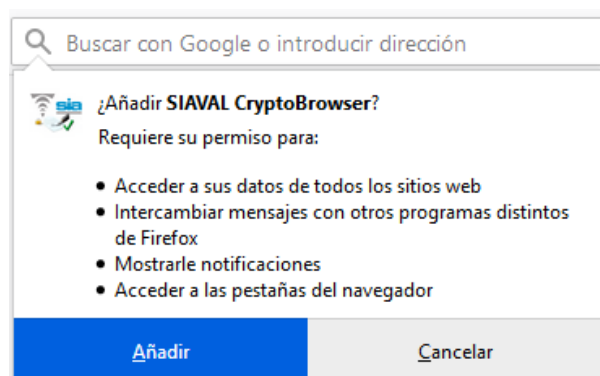 Buscar con Google o introducir dirección
sia
¿Añadir SIAVAL CryptoBrowser?
Requiere su permiso para:
• Acceder a sus datos de todos los sitios web
• Intercambiar mensajes con otros programas distintos
de Firefox
• Mostrarle notificaciones
• Acceder a las pestañas del navegador
Añadir
Cancelar